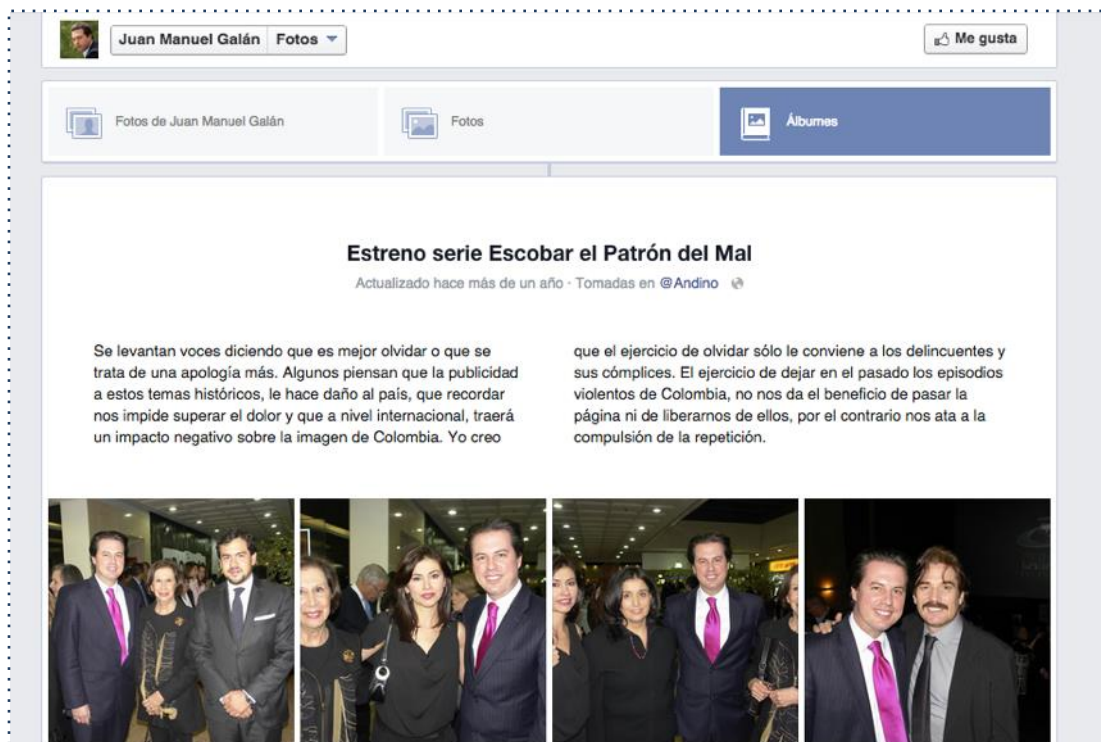 Juan Manuel Galán Fotos
Me gusta
Fotos de Juan Manuel Galán
Fotos
Álbumes
Estreno serie Escobar el Patrón del Mal
Actualizado hace más de un año · Tomadas en @Andino
Se levantan voces diciendo que es mejor olvidar o que se
trata de una apología más. Algunos piensan que la publicidad
a estos temas históricos, le hace daño al país, que recordar
nos impide superar el dolor y que a nivel internacional, traerá
un impacto negativo sobre la imagen de Colombia. Yo creo
que el ejercicio de olvidar sólo le conviene a los delincuentes y
sus cómplices. El ejercicio de dejar en el pasado los episodios
violentos de Colombia, no nos da el beneficio de pasar la
página ni de liberarnos de ellos, por el contrario nos ata a la
compulsión de la repetición.